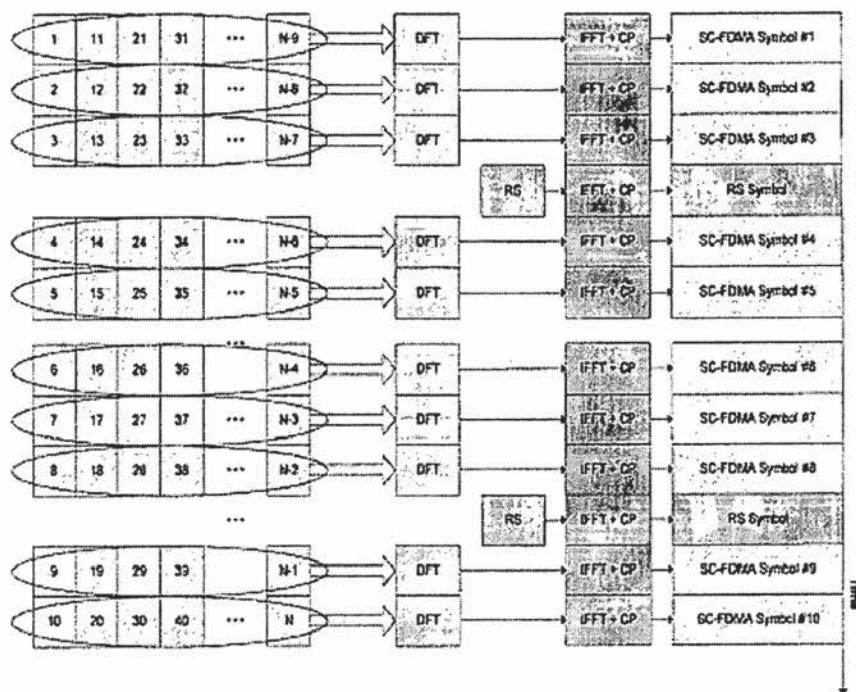 1 11 21 31 ••• N-9 DFT IFFT + CP SC-FDMA Symbol #1
2 12 22 32 ••• N-8 DFT IFFT + CP SC-FDMA Symbol #2
3 13 23 33 ••• N-7 DFT IFFT + CP SC-FDMA Symbol #3
RS IFFT + CP RS Symbol
4 14 24 34 ••• N-6 DFT IFFT + CP SC-FDMA Symbol #4
5 15 25 35 ••• N-5 DFT IFFT + CP SC-FDMA Symbol #5
•••
6 16 26 36 N-4 DFT IFFT + CP SC-FDMA Symbol #6
7 17 27 37 ••• N-3 DFT IFFT + CP SC-FDMA Symbol #7
8 18 28 38 ••• N-2 DFT IFFT + CP SC-FDMA Symbol #8
•••
RS IFFT + CP RS Symbol
9 19 29 39 N-1 DFT IFFT + CP SC-FDMA Symbol #9
10 20 30 40 ••• N DFT IFFT + CP SC-FDMA Symbol #10